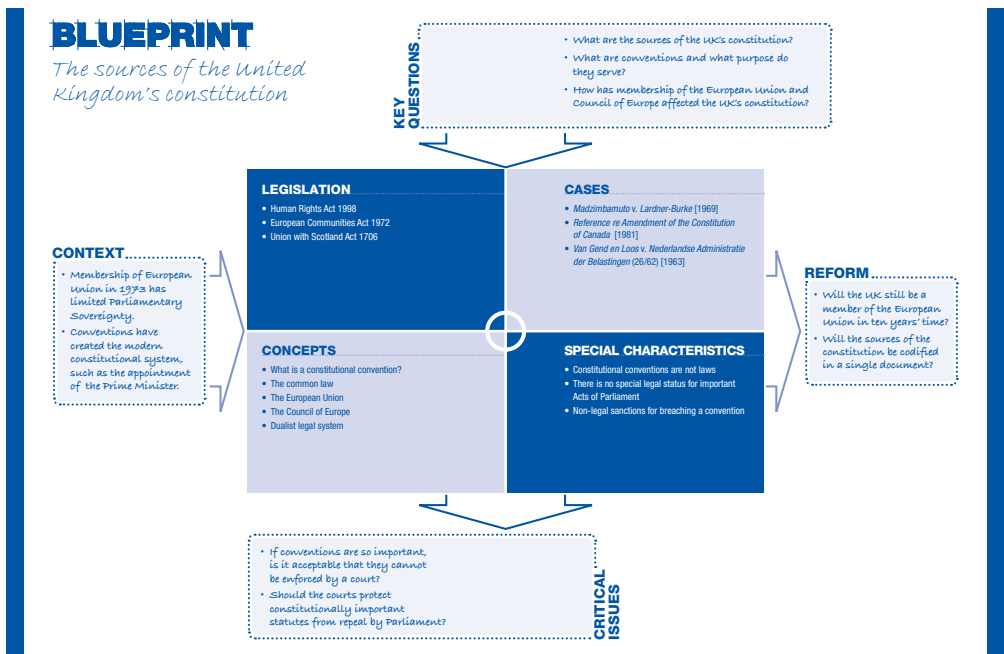 BLUEPRINT
The sources of the United
Kingdom's constitution
KEY
QUESTIONS
• What are the sources of the UK's constitution?
• What are conventions and what purpose do
they serve?
• How has membership of the European Union and
Council of Europe affected the UK's constitution?
LEGISLATION
• Human Rights Act 1998
• European Communities Act 1972
• Union with Scotland Act 1706
CASES
• Madzimbamuto v. Lardner-Burke [1969]
• Reference re Amendment of the Constitution
of Canada [1981]
• Van Gend en Loos v. Nederlandse Administratie
der Belastingen (26/62) [1963]
CONTEXT
• Membership of European
Union in 1973 has
limited Parliamentary
Sovereignty.
• Conventions have
created the modern
constitutional system,
such as the appointment
of the Prime Minister.
REFORM
• Will the UK still be a
member of the European
Union in ten years' time?
• Will the sources of the
constitution be codified
in a single document?
CONCEPTS
• What is a constitutional convention?
• The common law
• The European Union
• The Council of Europe
• Dualist legal system
SPECIAL CHARACTERISTICS
• Constitutional conventions are not laws
• There is no special legal status for important
Acts of Parliament
• Non-legal sanctions for breaching a convention
• If conventions are so important,
is it acceptable that they cannot
be enforced by a court?
• Should the courts protect
constitutionally important
statutes from repeal by Parliament?
CRITICAL
ISSUES